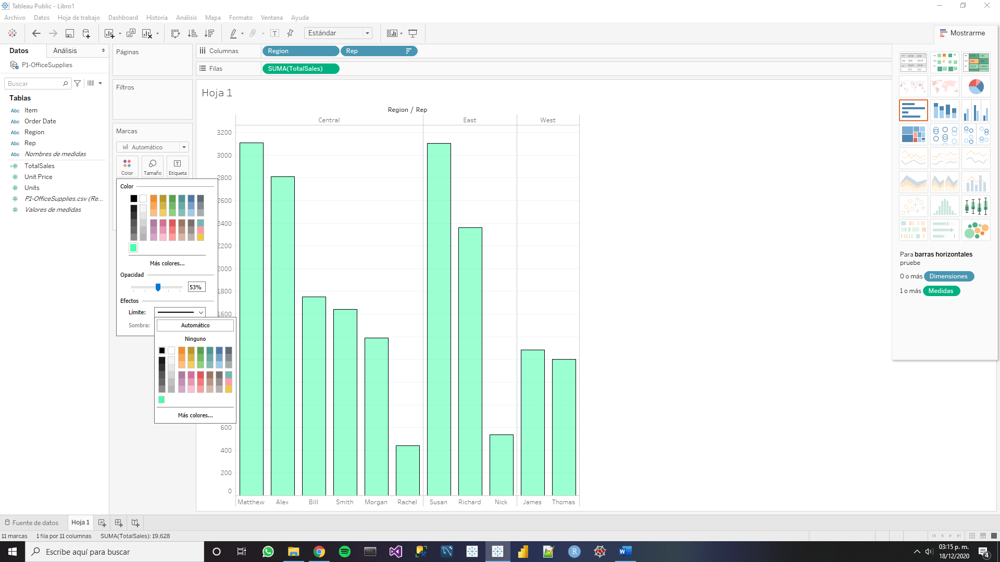 Tableau Public - Libro1
Archivo Datos Hoja de trabajo Dashboard Historia Análisis Mapa Formato Ventana Ayuda
Estándar
Mostrarme
Datos Análisis
P1-OfficeSupplies
Buscar
Tablas
Abc Item
Abc Order Date
Abc Region
Abc Rep
Abc Nombres de medidas
TotalSales
Unit Price
Units
P1-OfficeSupplies.csv (Re...
Valores de medidas
Páginas
Filtros
Marcas
Automático
Color Tamaño Etiqueta
Color
Más colores...
Opacidad
53%
Efectos
Límite:
Sombra:
Automático
Ninguno
Más colores...
Columnas Region Rep
Filas SUMA(TotalSales)
Hoja 1
Region / Rep
Central East West
3200
3000
2800
2600
2400
2200
2000
1800
1600
600
400
200
0
Matthew Alex Bill Smith Morgan Rachel Susan Richard Nick James Thomas
Para barras horizontales
pruebe
0 o más Dimensiones
1 o más Medidas
Fuente de datos Hoja 1
11 marcas 1 fila por 11 columnas SUMA(TotalSales): 19,628
Escribe aquí para buscar
03:15 p. m.
18/12/2020
4